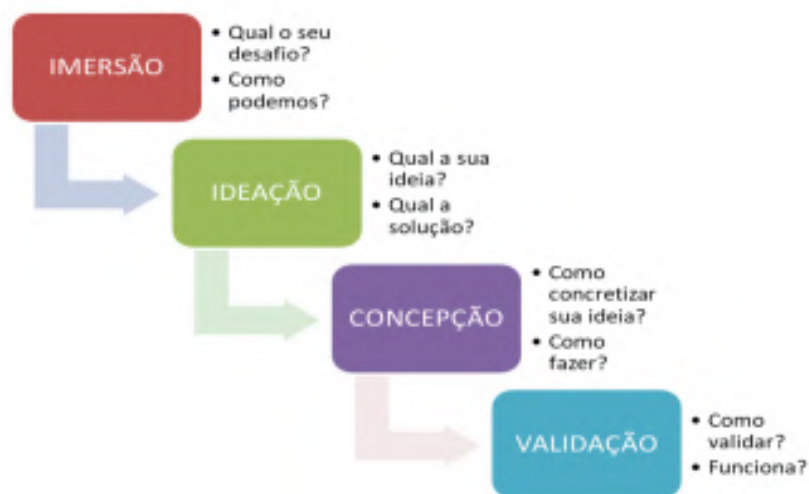 IMERSÃO
• Qual o seu
desafio?
• Como
podemos?
IDEAÇÃO
• Qual a sua
ideia?
• Qual a
solução?
CONCEPÇÃO
• Como
concretizar
sua ideia?
• Como
fazer?
VALIDAÇÃO
• Como
validar?
• Funciona?